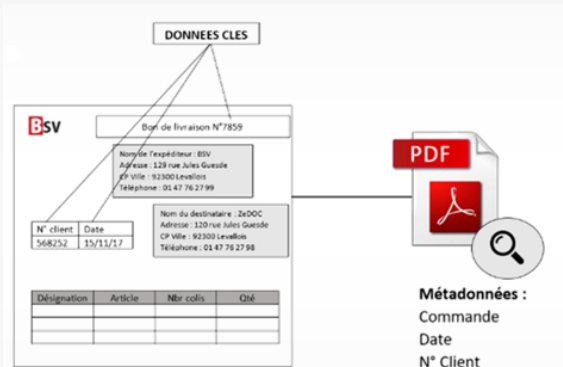 DONNEES CLES
BSV
Bon de livraison N°7859
Nom de l'expéditeur : BSV
Adresse : 129 rue Jules Guesde
CP Ville : 92300 Levallois
Téléphone : 01 47 76 27 99
Nom du destinataire : ZeDOC
Adresse : 120 rue Jules Guesde
CP Ville : 92300 Levallois
Téléphone : 01 47 76 27 98
N° client Date
568252 15/11/17
Désignation Article Nbr colis Qté
PDF
Métadonnées :
Commande
Date
N° Client